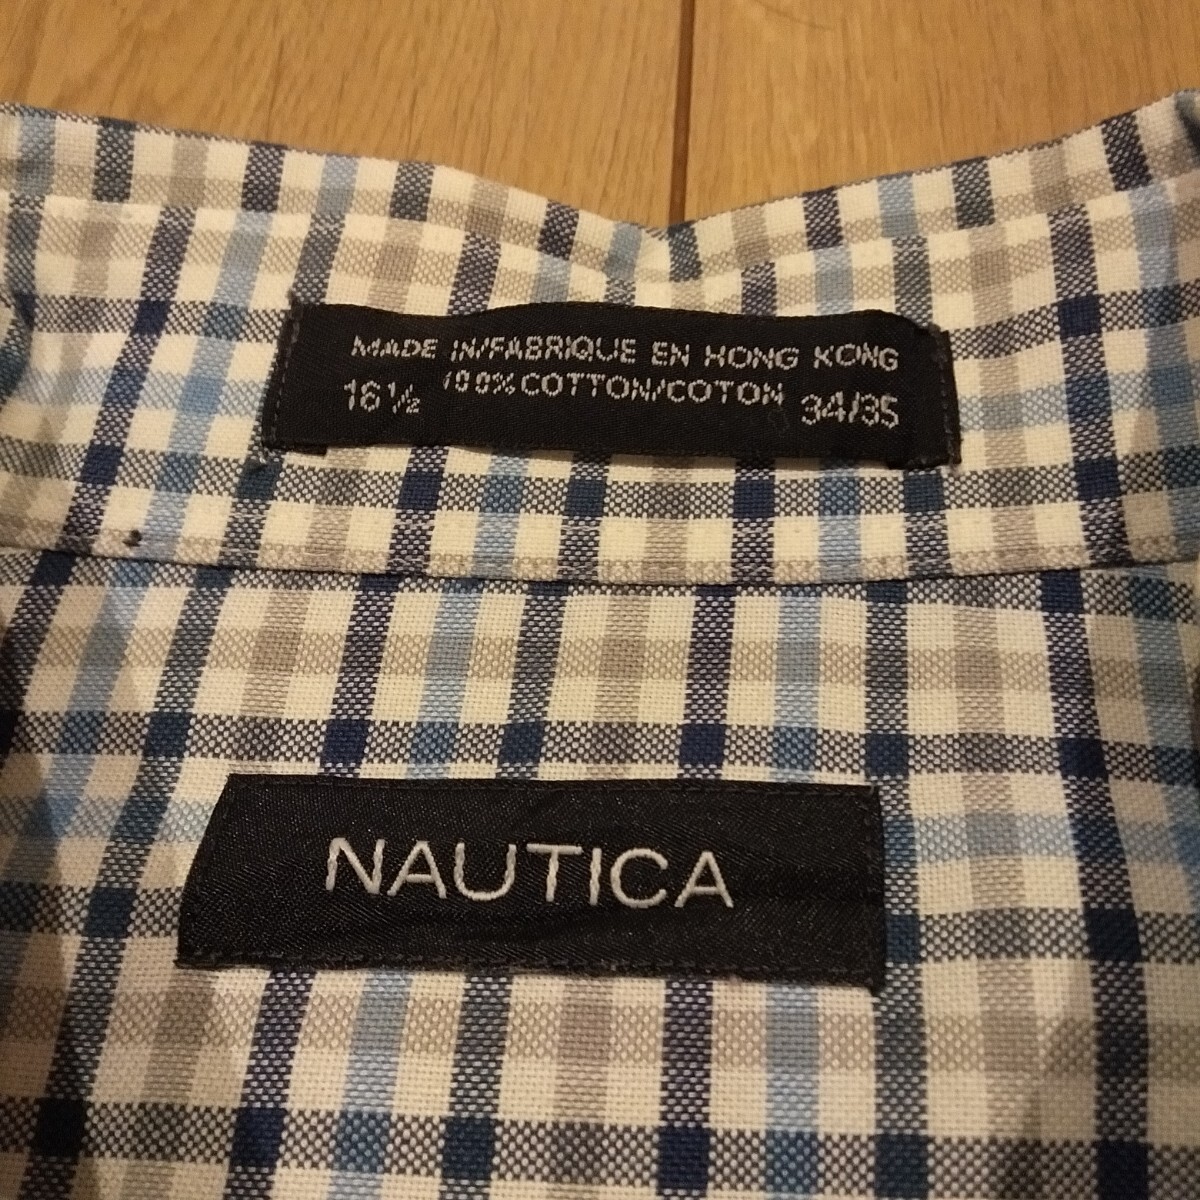 MADE IN/FABRIQUE EN HONG KONG
16½ 100% COTTON/COTON 34/35
NAUTICA